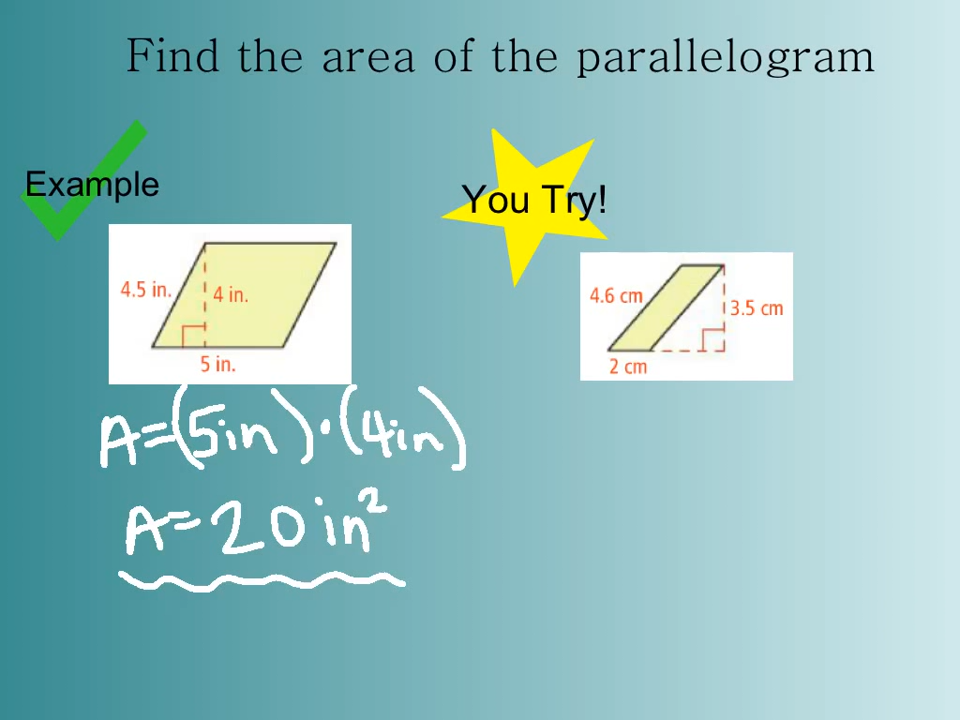 Find the area of the parallelogram
Example
You Try!
4.5 in.
4 in.
5 in.
4.6 cm
3.5 cm
2 cm
A=(5in)·(4in)
A=20in²